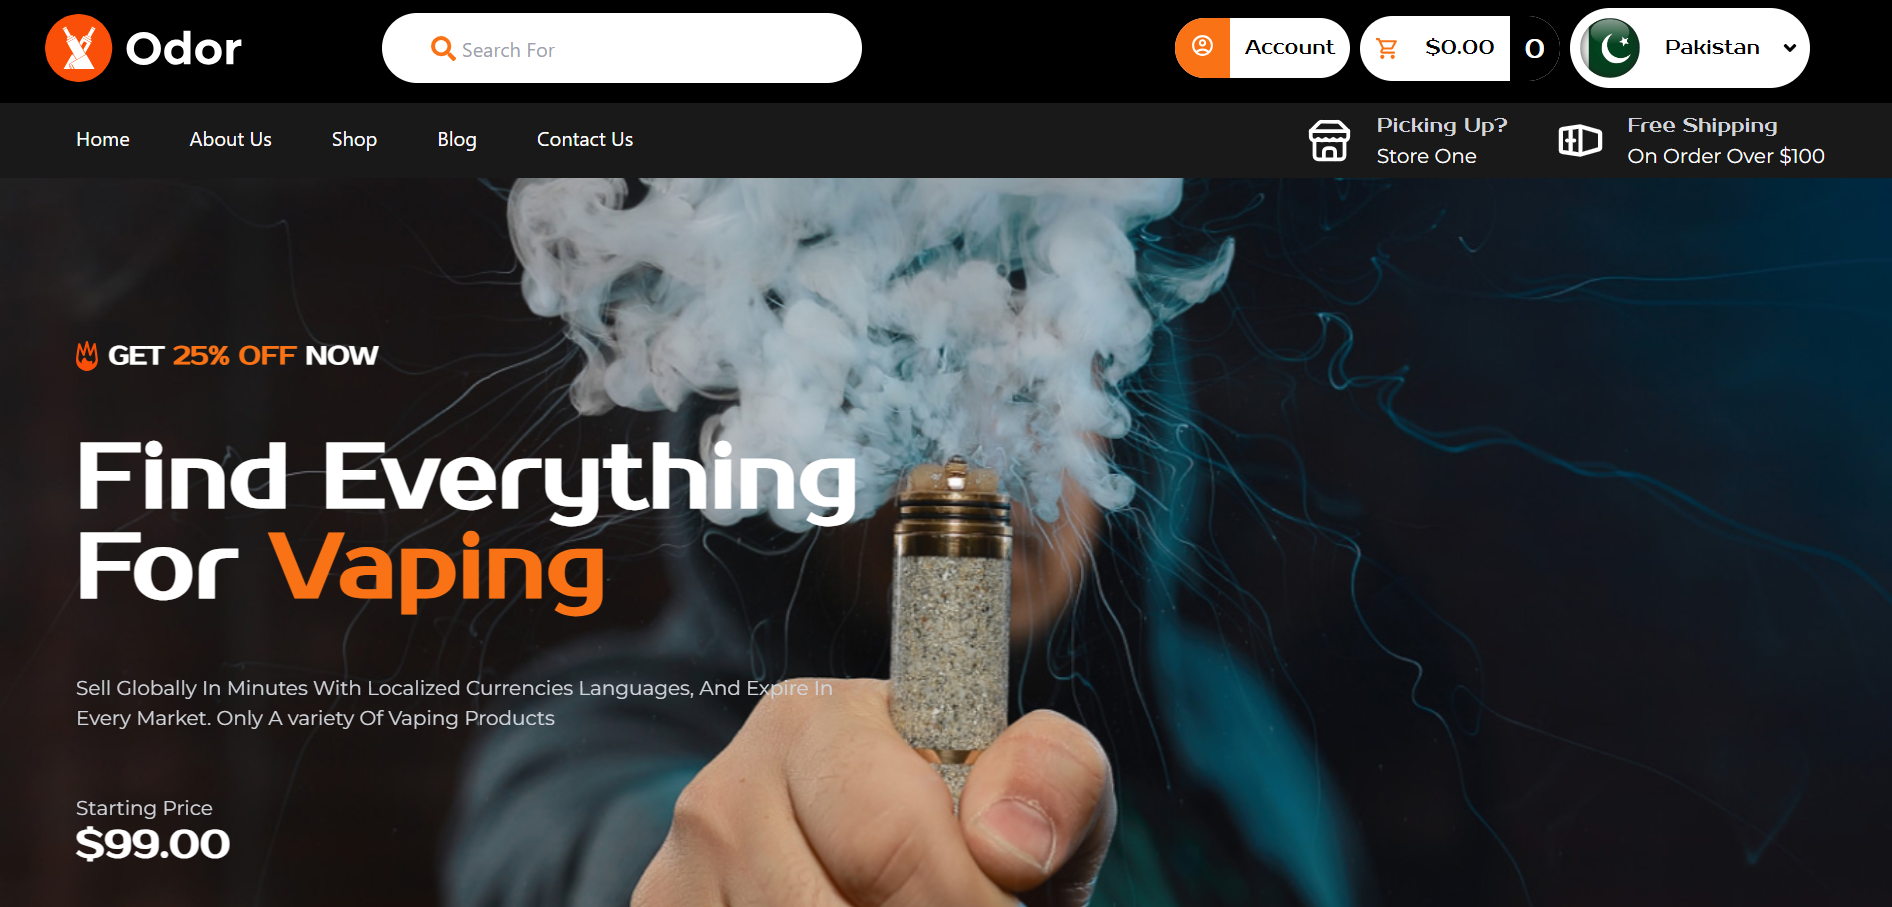 Odor
Search For
Account
$0.00
0
Pakistan
Home
About Us
Shop
Blog
Contact Us
Picking Up?
Store One
Free Shipping
On Order Over $100
GET 25% OFF NOW
Find Everything
For Vaping
Sell Globally In Minutes With Localized Currencies Languages, And Expire In
Every Market. Only A variety Of Vaping Products
Starting Price
$99.00